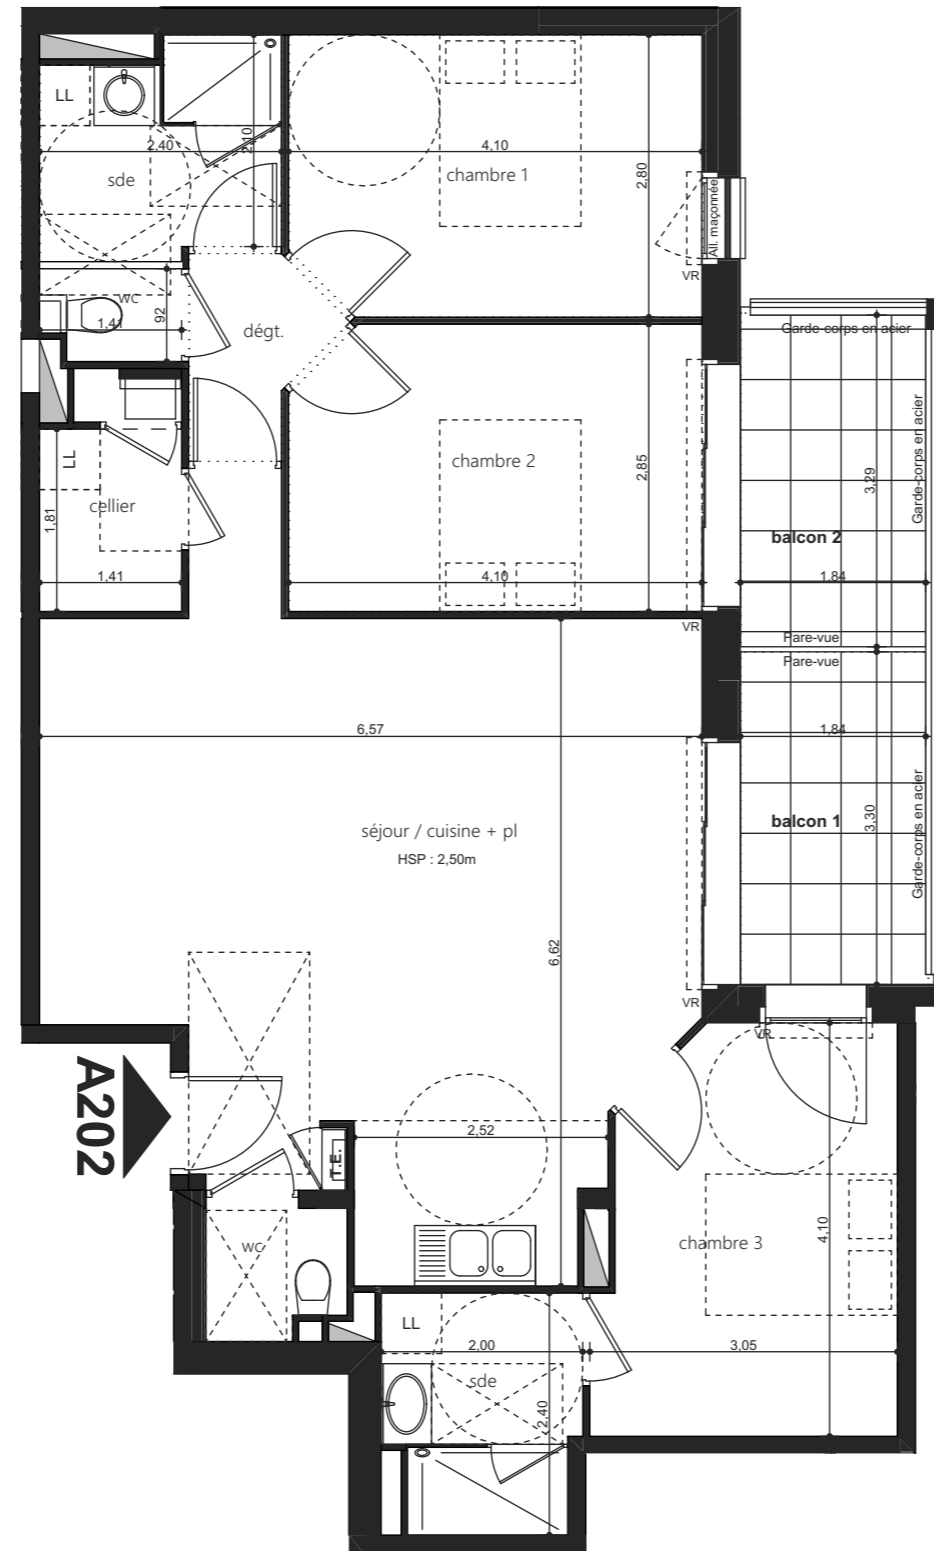 LL
2,40
2,10
sde
4,10
chambre 1
2,80
All. maçonnée
VR
wc
1,41
92
dégt.
Garde-corps en acier
Garde-corps en acier
3,29
chambre 2
2,85
LL
cellier
1,81
1,41
4,10
balcon 2
1,84
VR
Pare-vue
Pare-vue
6,57
1,84
séjour / cuisine + pl
HSP : 2,50m
balcon 1
3,30
Garde-corps en acier
6,62
VR
VR
A202
2,52
T.E.
wc
chambre 3
4,10
LL
2,00
3,05
sde
2,40